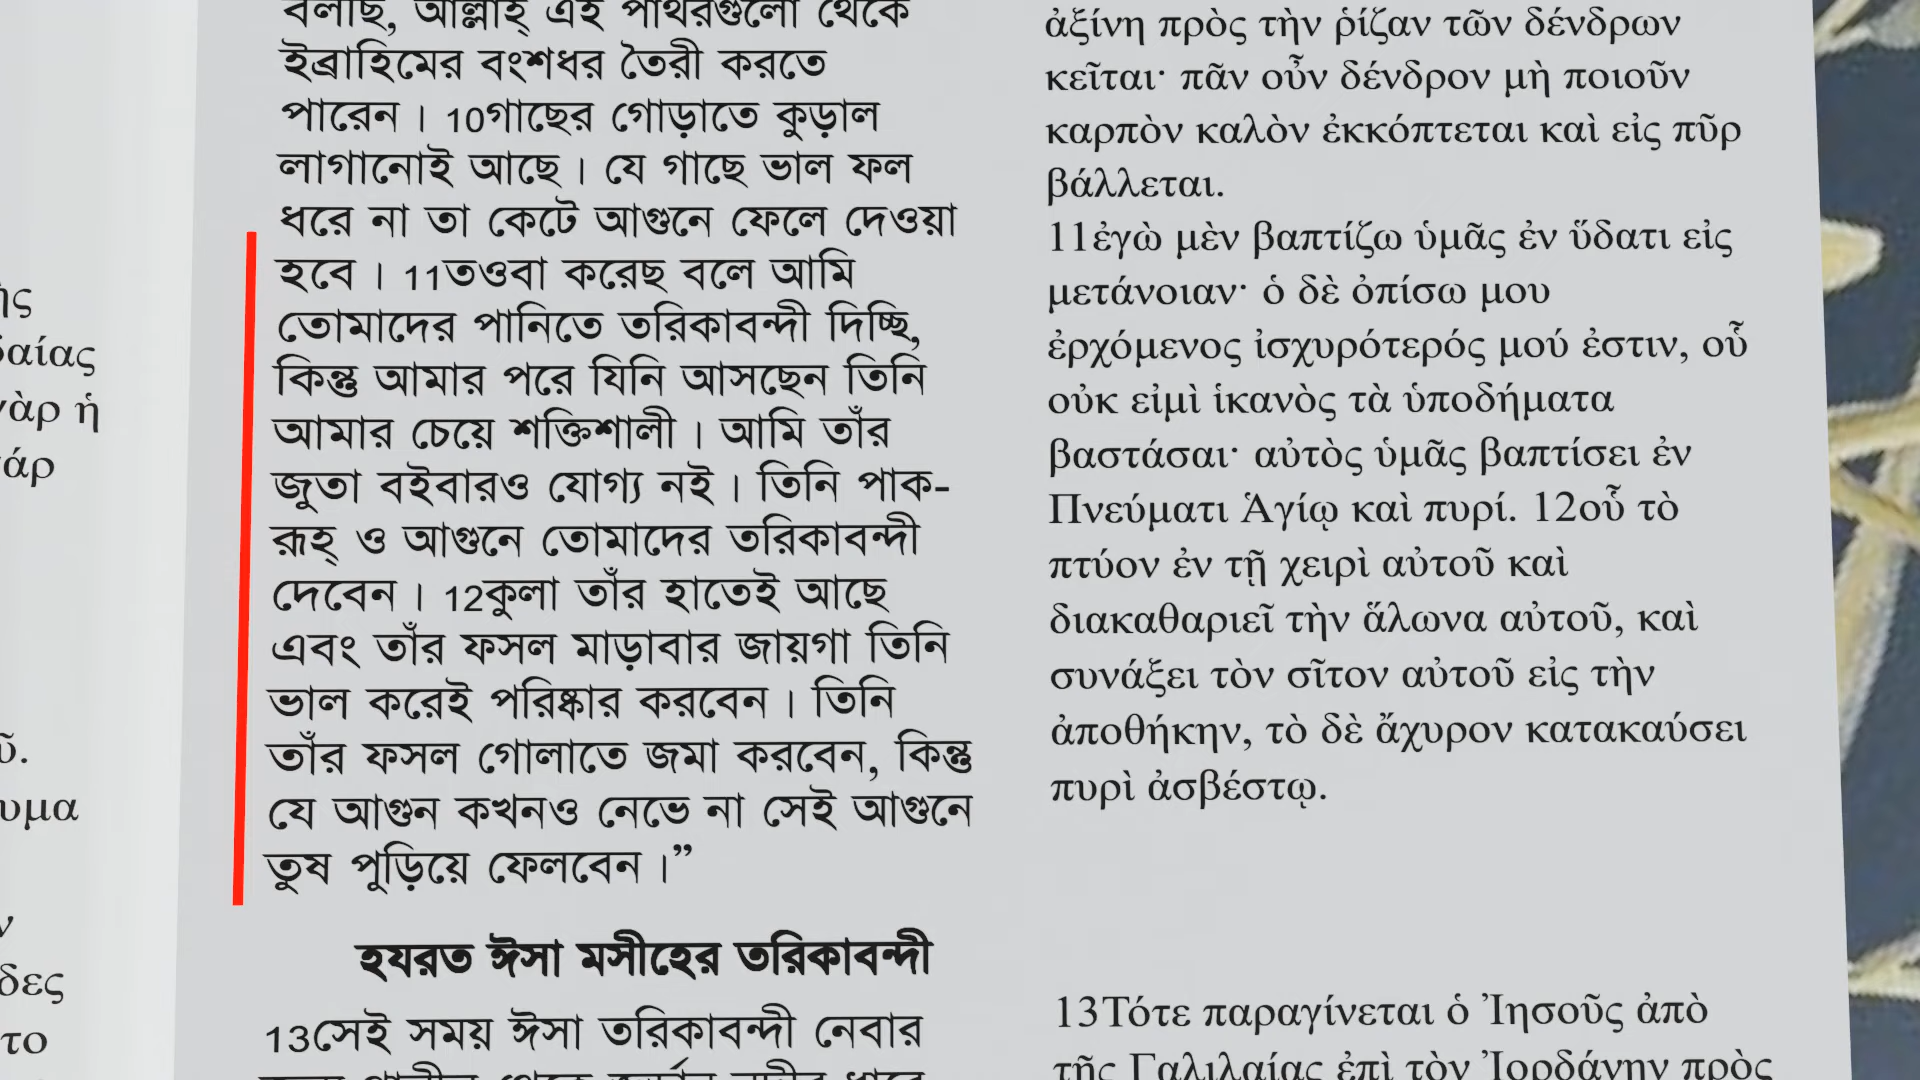 বলছি, আল্লাহ্ এই পাথরগুলো থেকে
ইব্রাহিমের বংশধর তৈরী করতে
পারেন। 10গাছের গোড়াতে কুড়াল
লাগানোই আছে। যে গাছে ভাল ফল
ধরে না তা কেটে আগুনে ফেলে দেওয়া
হবে। 11তওবা করেছ বলে আমি
তোমাদের পানিতে তরিকাবন্দী দিচ্ছি,
কিন্তু আমার পরে যিনি আসছেন তিনি
আমার চেয়ে শক্তিশালী। আমি তাঁর
জুতা বইবারও যোগ্য নই। তিনি পাক-
রূহ্ ও আগুনে তোমাদের তরিকাবন্দী
দেবেন। 12কুলা তাঁর হাতেই আছে
এবং তাঁর ফসল মাড়াবার জায়গা তিনি
ভাল করেই পরিষ্কার করবেন। তিনি
তাঁর ফসল গোলাতে জমা করবেন, কিন্তু
যে আগুন কখনও নেভে না সেই আগুনে
তুষ পুড়িয়ে ফেলবেন।”
হযরত ঈসা মসীহের তরিকাবন্দী
13সেই সময় ঈসা তরিকাবন্দী নেবার
ἀξίνη πρὸς τὴν ῥίζαν τῶν δένδρων
κεῖται· πᾶν οὖν δένδρον μὴ ποιοῦν
καρπὸν καλὸν ἐκκόπτεται καὶ εἰς πῦρ
βάλλεται.
11ἐγὼ μὲν βαπτίζω ὑμᾶς ἐν ὕδατι εἰς
μετάνοιαν· ὁ δὲ ὀπίσω μου
ἐρχόμενος ἰσχυρότερός μού ἐστιν, οὗ
οὐκ εἰμὶ ἱκανὸς τὰ ὑποδήματα
βαστάσαι· αὐτὸς ὑμᾶς βαπτίσει ἐν
Πνεύματι Ἁγίῳ καὶ πυρί. 12οὗ τὸ
πτύον ἐν τῇ χειρὶ αὐτοῦ καὶ
διακαθαριεῖ τὴν ἅλωνα αὐτοῦ, καὶ
συνάξει τὸν σῖτον αὐτοῦ εἰς τὴν
ἀποθήκην, τὸ δὲ ἄχυρον κατακαύσει
πυρὶ ἀσβέστῳ.
13Τότε παραγίνεται ὁ Ἰησοῦς ἀπὸ
τῆς Γαλιλαίας ἐπὶ τὸν Ἰορδάνην πρὸς